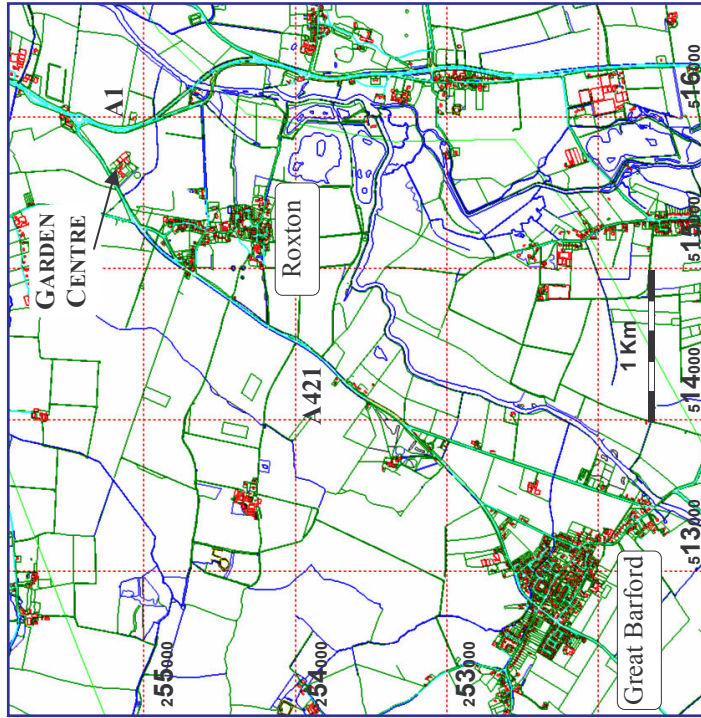 A1
GARDEN
CENTRE
Roxton
A421
1 Km
Great Barford
²55⁰⁰⁰
²54⁰⁰⁰
²53⁰⁰⁰
⁵13⁰⁰⁰
⁵14⁰⁰⁰
⁵15⁰⁰⁰
⁵16⁰⁰⁰